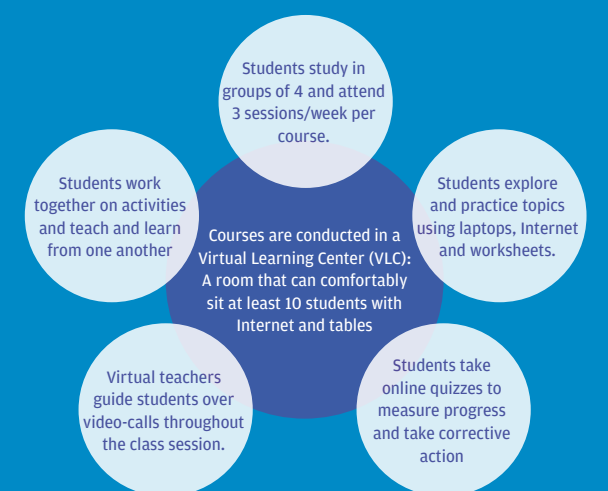 Students study in
groups of 4 and attend
3 sessions/week per
course.
Students work
together on activities
and teach and learn
from one another
Students explore
and practice topics
using laptops, Internet
and worksheets.
Courses are conducted in a
Virtual Learning Center (VLC):
A room that can comfortably
sit at least 10 students with
Internet and tables
Virtual teachers
guide students over
video-calls throughout
the class session.
Students take
online quizzes to
measure progress
and take corrective
action